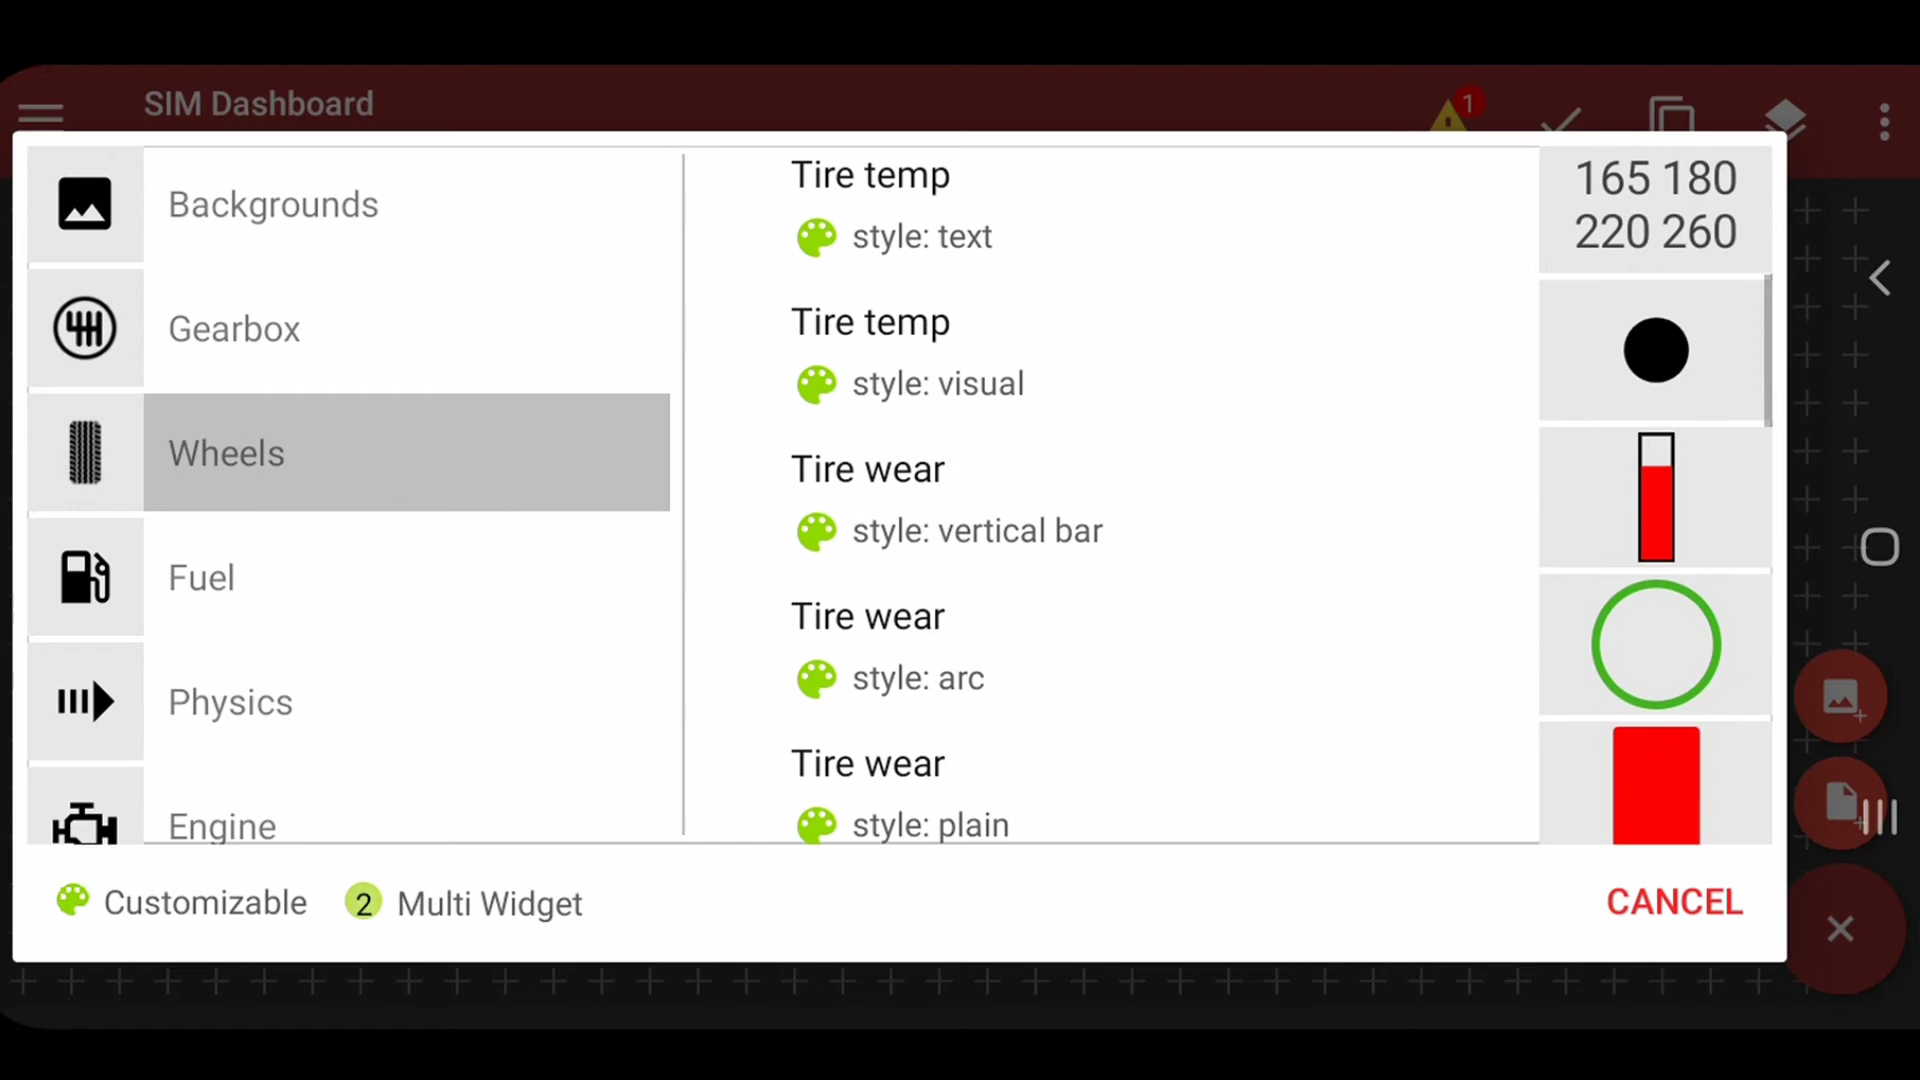 SIM Dashboard
1
Backgrounds
Gearbox
Wheels
Fuel
Physics
Engine
Tire temp
style: text
165 180
220 260
Tire temp
style: visual
Tire wear
style: vertical bar
Tire wear
style: arc
Tire wear
style: plain
Customizable
2 Multi Widget
CANCEL